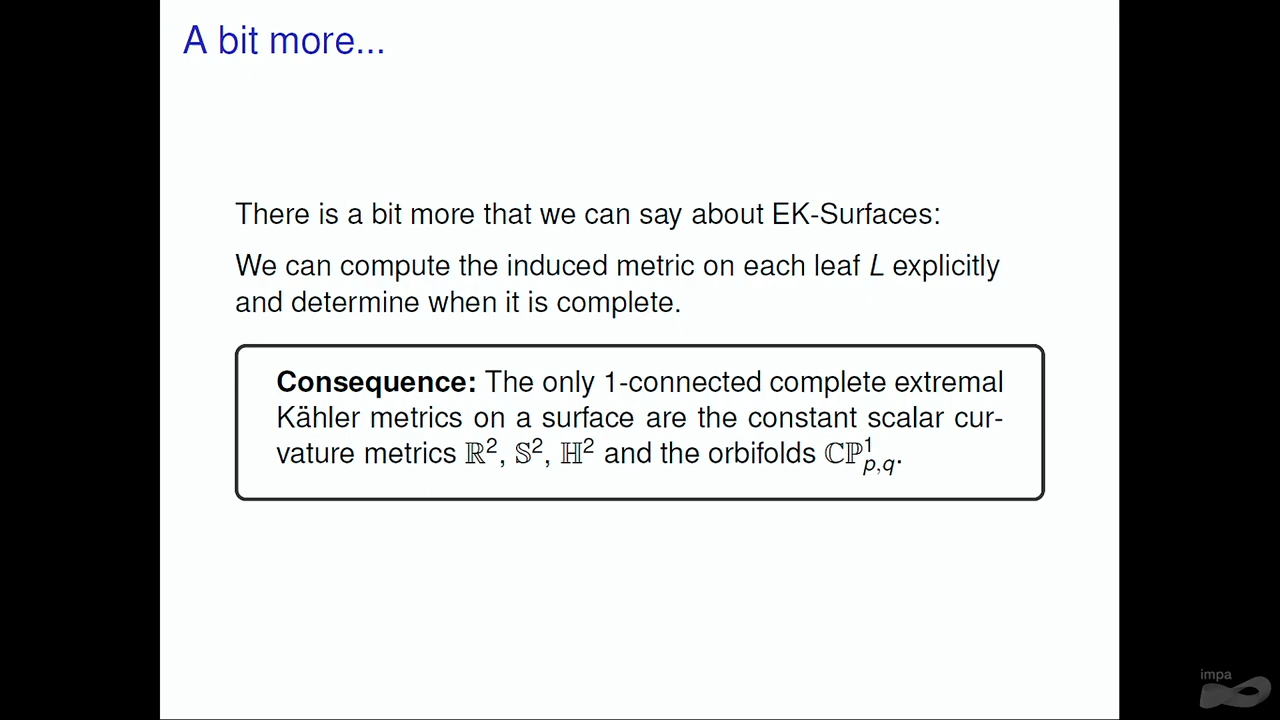 A bit more...
There is a bit more that we can say about EK-Surfaces:
We can compute the induced metric on each leaf L explicitly
and determine when it is complete.
Consequence: The only 1-connected complete extremal
Kähler metrics on a surface are the constant scalar cur-
vature metrics ℝ², 𝕊², ℍ² and the orbifolds ℂℙ¹ₚ,q.
impa